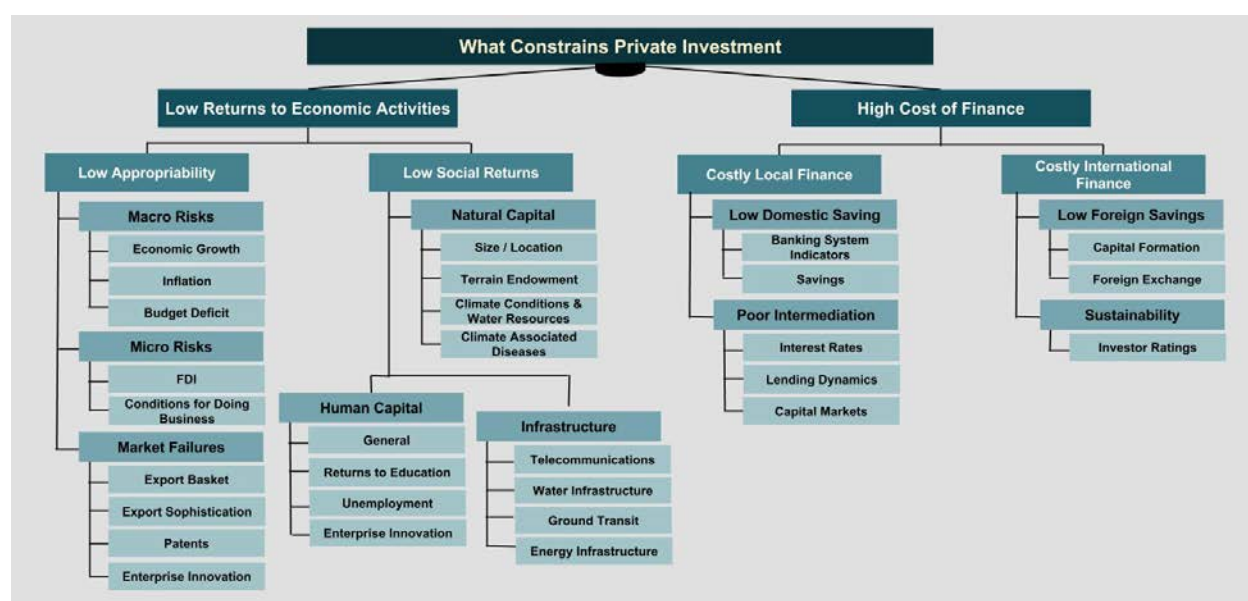 What Constrains Private Investment
Low Returns to Economic Activities
High Cost of Finance
Low Appropriability
Low Social Returns
Costly Local Finance
Costly International
Finance
Macro Risks
Economic Growth
Inflation
Budget Deficit
Micro Risks
FDI
Conditions for Doing
Business
Market Failures
Export Basket
Export Sophistication
Patents
Enterprise Innovation
Natural Capital
Size / Location
Terrain Endowment
Climate Conditions &
Water Resources
Climate Associated
Diseases
Human Capital
General
Returns to Education
Unemployment
Enterprise Innovation
Infrastructure
Telecommunications
Water Infrastructure
Ground Transit
Energy Infrastructure
Low Domestic Saving
Banking System
Indicators
Savings
Poor Intermediation
Interest Rates
Lending Dynamics
Capital Markets
Low Foreign Savings
Capital Formation
Foreign Exchange
Sustainability
Investor Ratings